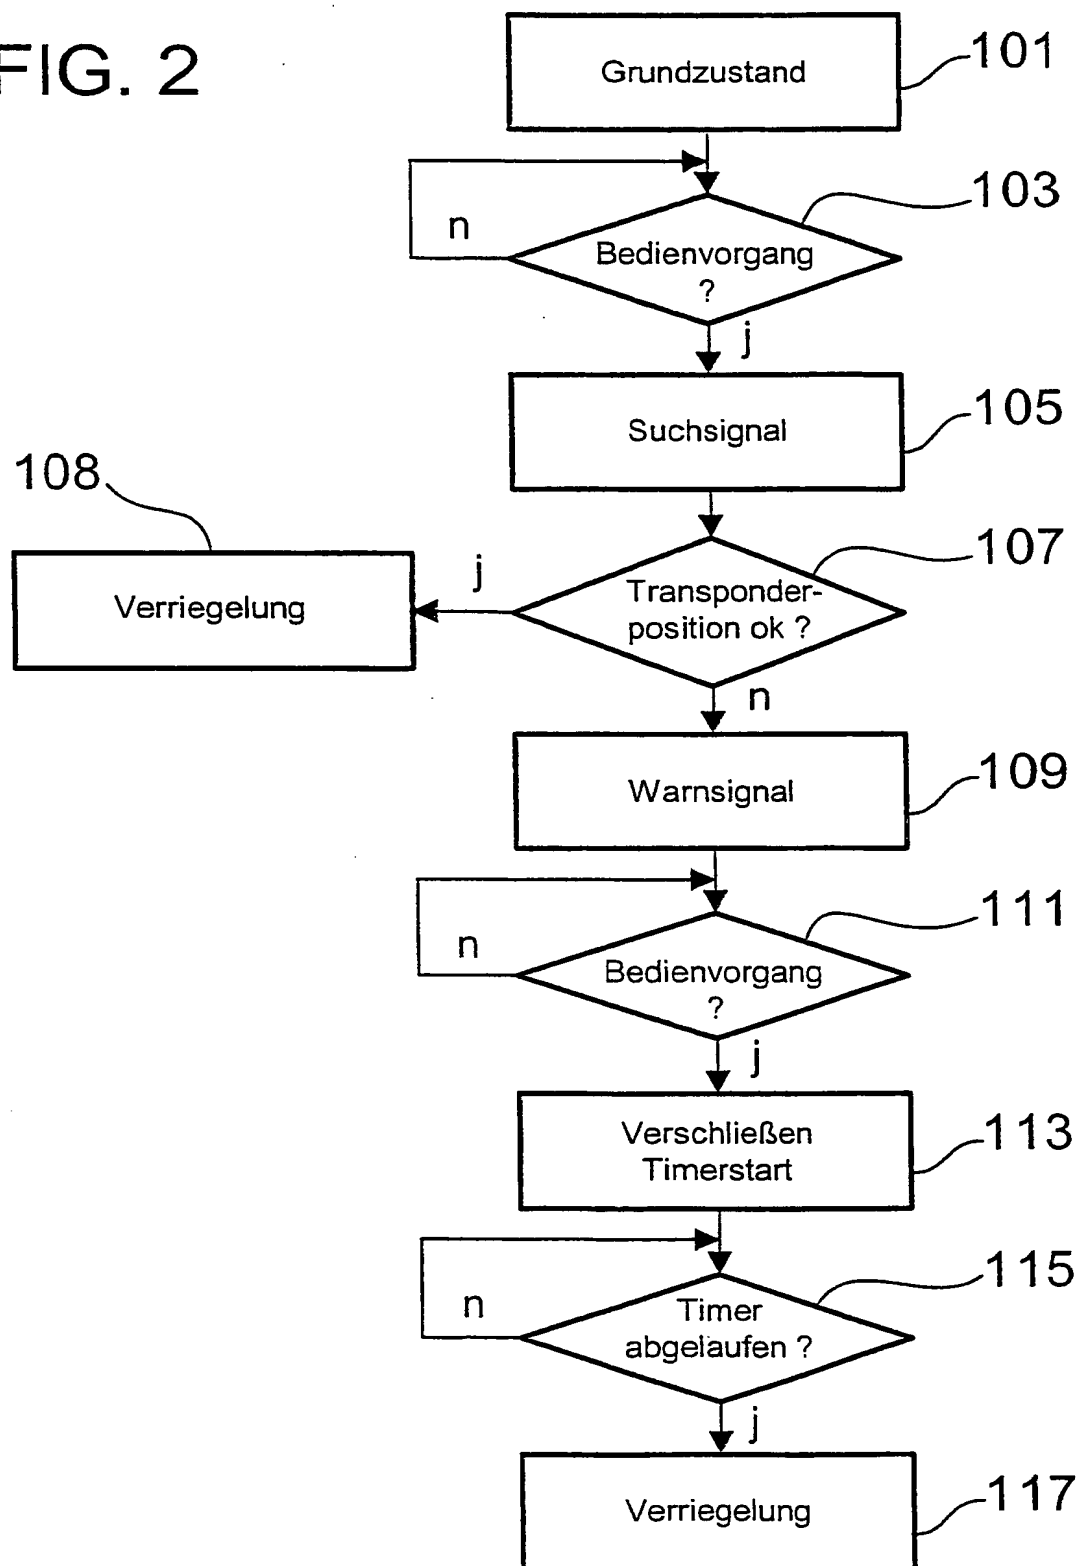 FIG. 2
Grundzustand
101
103
n
Bedienvorgang
?
j
Suchsignal
105
108
107
j
Verriegelung
Transponder-
position ok ?
n
Warnsignal
109
111
n
Bedienvorgang
?
j
Verschließen
Timerstart
113
115
n
Timer
abgelaufen ?
j
Verriegelung
117